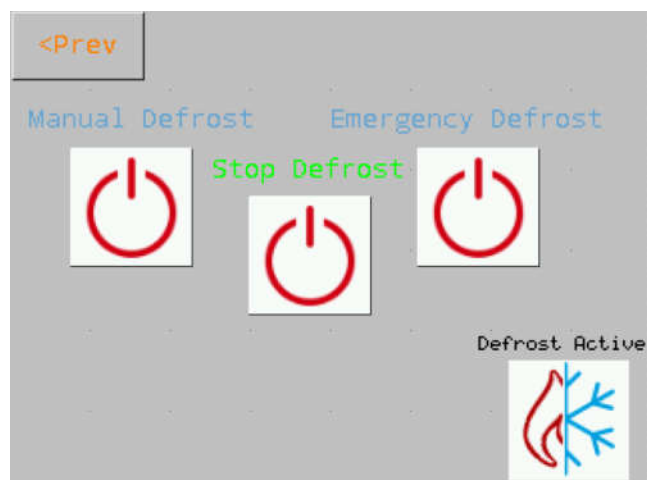 <Prev
Manual Defrost
Emergency Defrost
Stop Defrost
Defrost Active